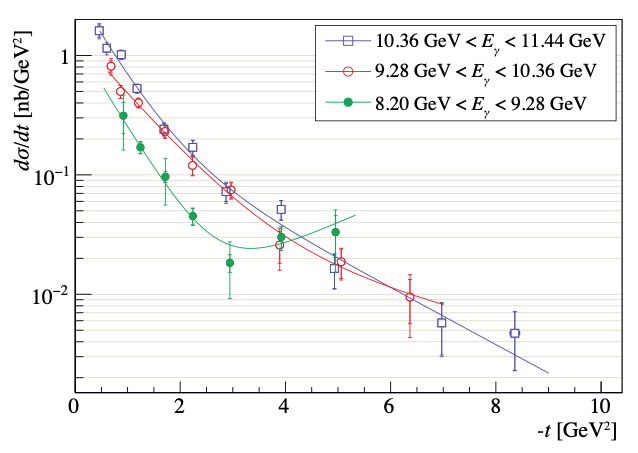 dσ/dt [nb/GeV²]
10.36 GeV < E_γ < 11.44 GeV
9.28 GeV < E_γ < 10.36 GeV
8.20 GeV < E_γ < 9.28 GeV
1
10⁻¹
10⁻²
0 2 4 6 8 10
-t [GeV²]